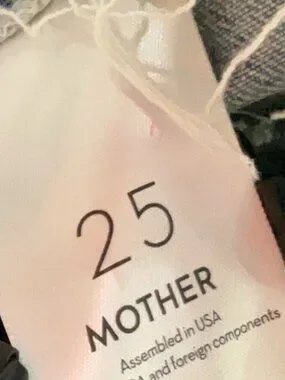 25
MOTHER
Assembled in USA
and foreign components